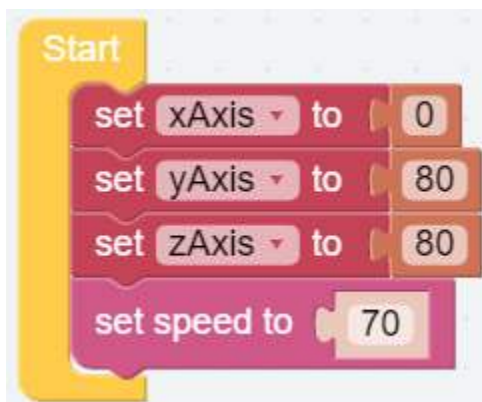 Start
set xAxis to 0
set yAxis to 80
set zAxis to 80
set speed to 70